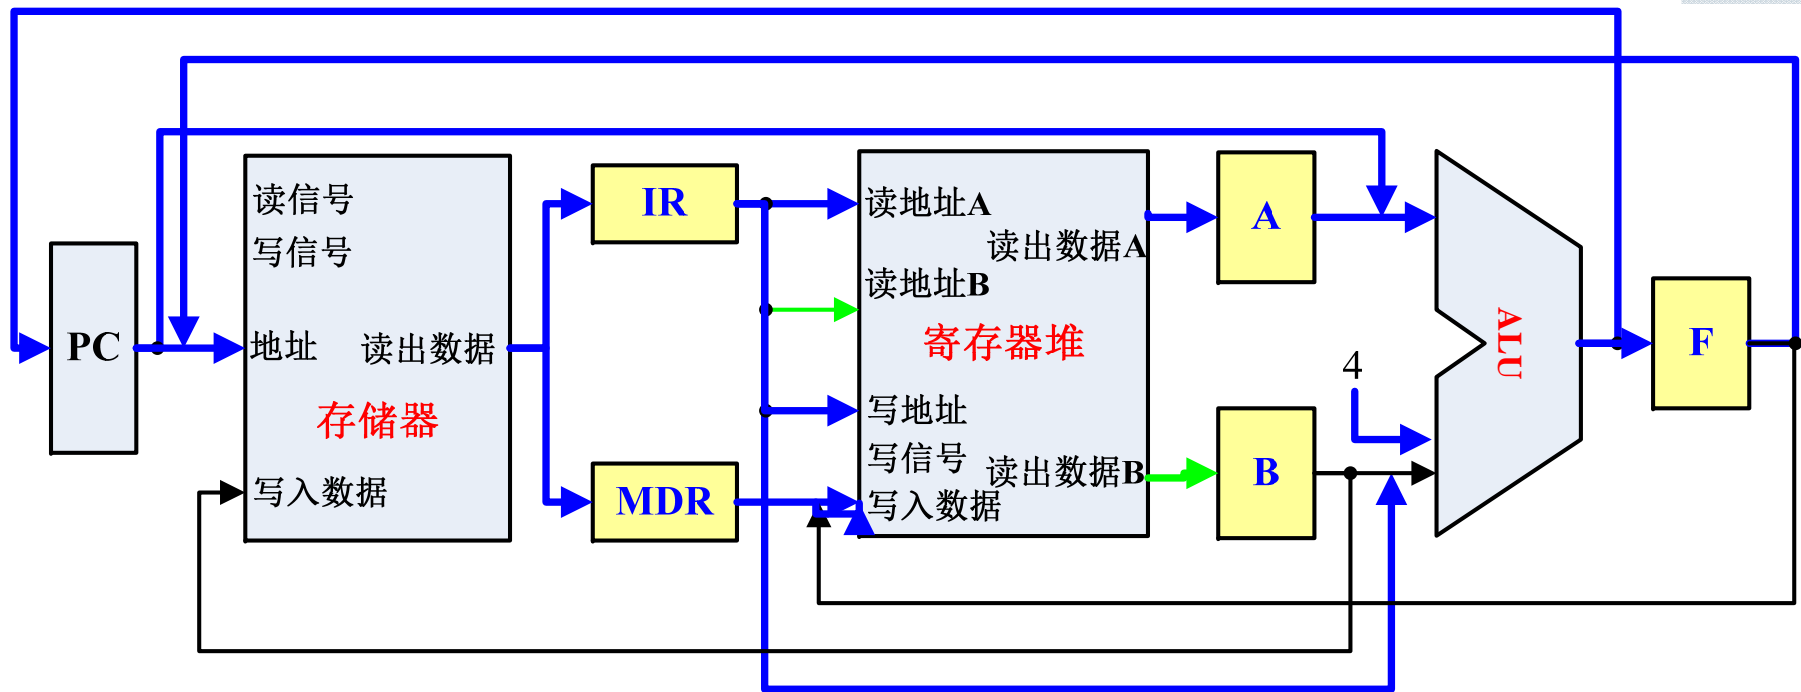 PC
读信号
写信号
地址
读出数据
存储器
写入数据
IR
MDR
读地址A
读出数据A
读地址B
寄存器堆
写地址
写信号
读出数据B
写入数据
A
B
4
ALU
F